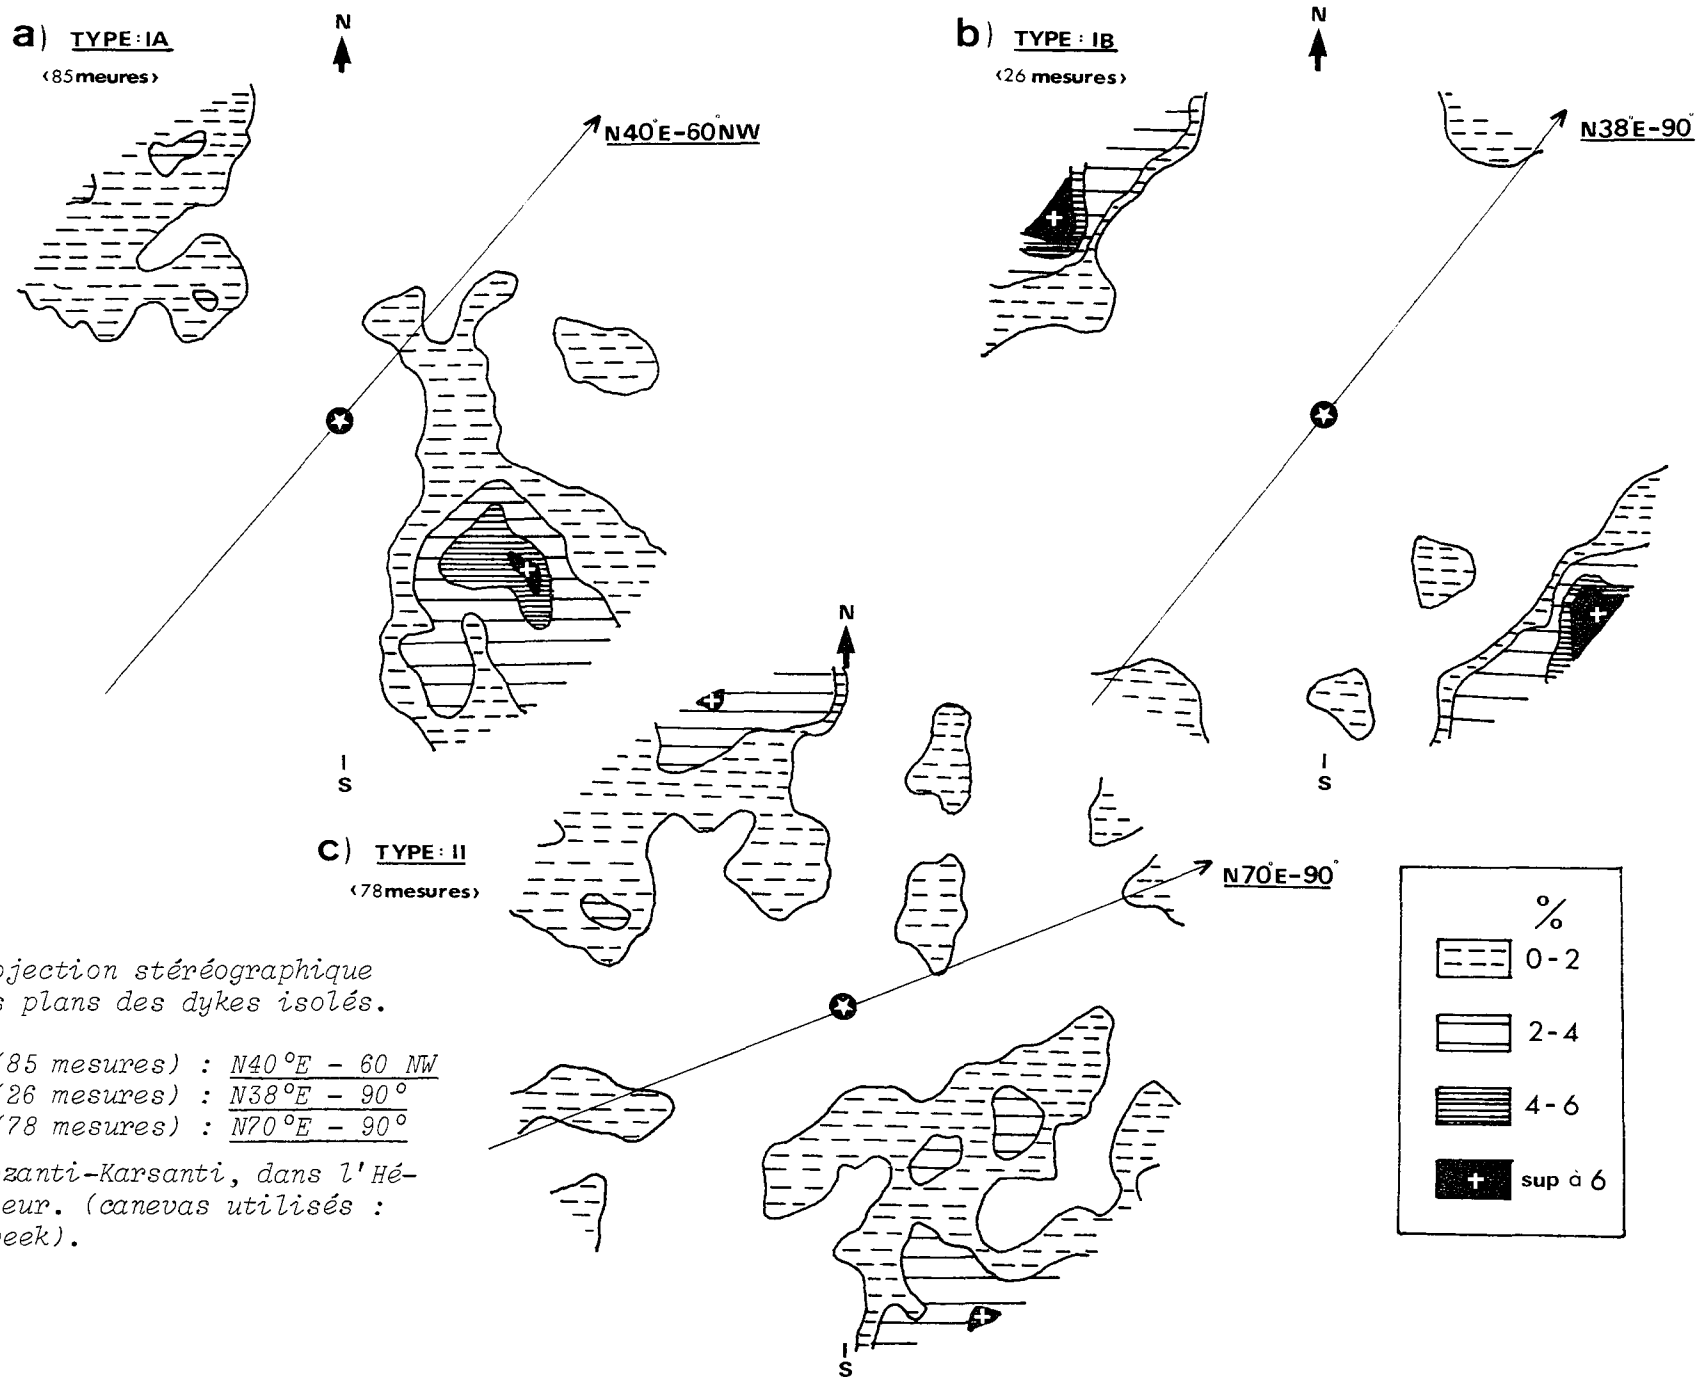 a) TYPE: IA
<85 meures>
N
N40°E-60°NW
I
S
b) TYPE: IB
<26 mesures>
N
N38°E-90°
I
S
c) TYPE: II
<78 mesures>
N
N70°E-90°
I
S
ojection stéréographique
s plans des dykes isolés.
(85 mesures) : N40°E - 60 NW
(26 mesures) : N38°E - 90°
(78 mesures) : N70°E - 90°
zanti-Karsanti, dans l'Hé-
eur. (canevas utilisés :
eek).
%
0-2
2-4
4-6
sup à 6